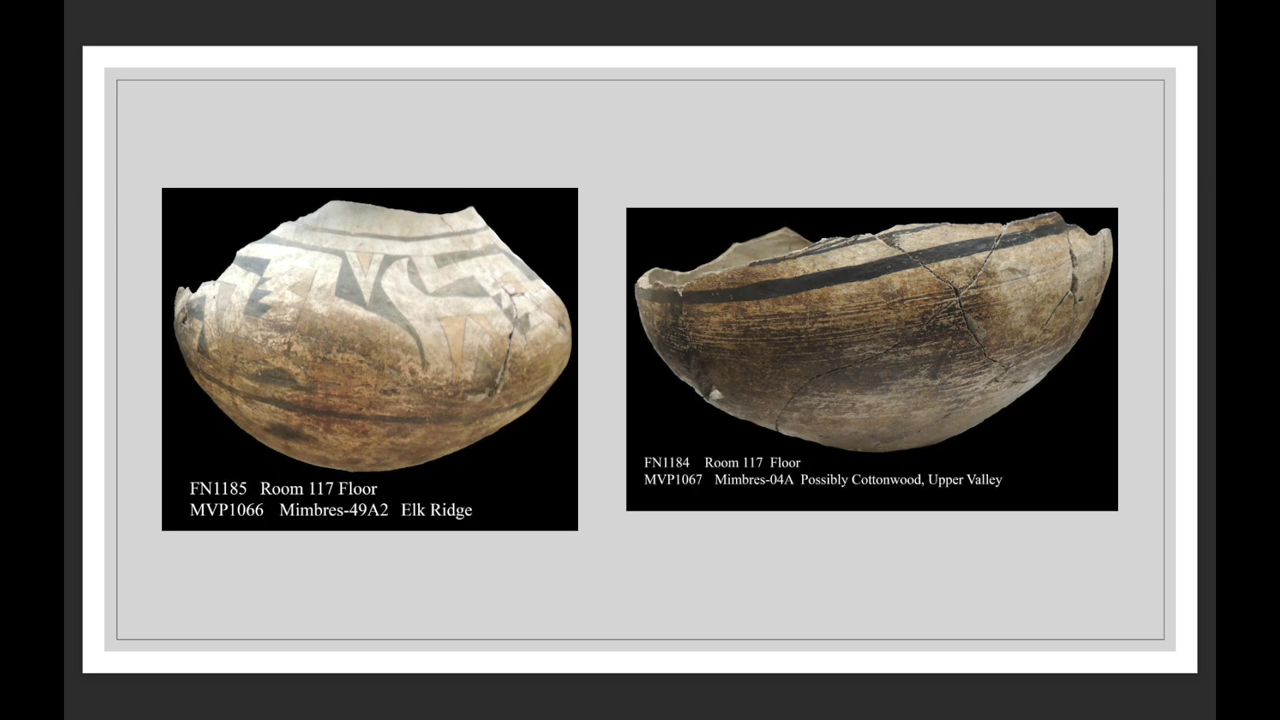 FN1185 Room 117 Floor
MVP1066 Mimbres-49A2 Elk Ridge
FN1184 Room 117 Floor
MVP1067 Mimbres-04A Possibly Cottonwood, Upper Valley